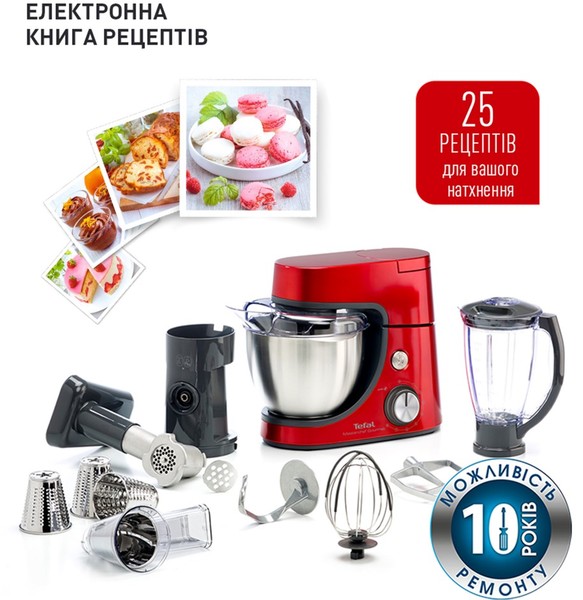 ЕЛЕКТРОННА
КНИГА РЕЦЕПТІВ
25
РЕЦЕПТІВ
для вашого
натхнення
Tefal
МОЖЛИВІСТЬ
10 РОКІВ
РЕМОНТУ